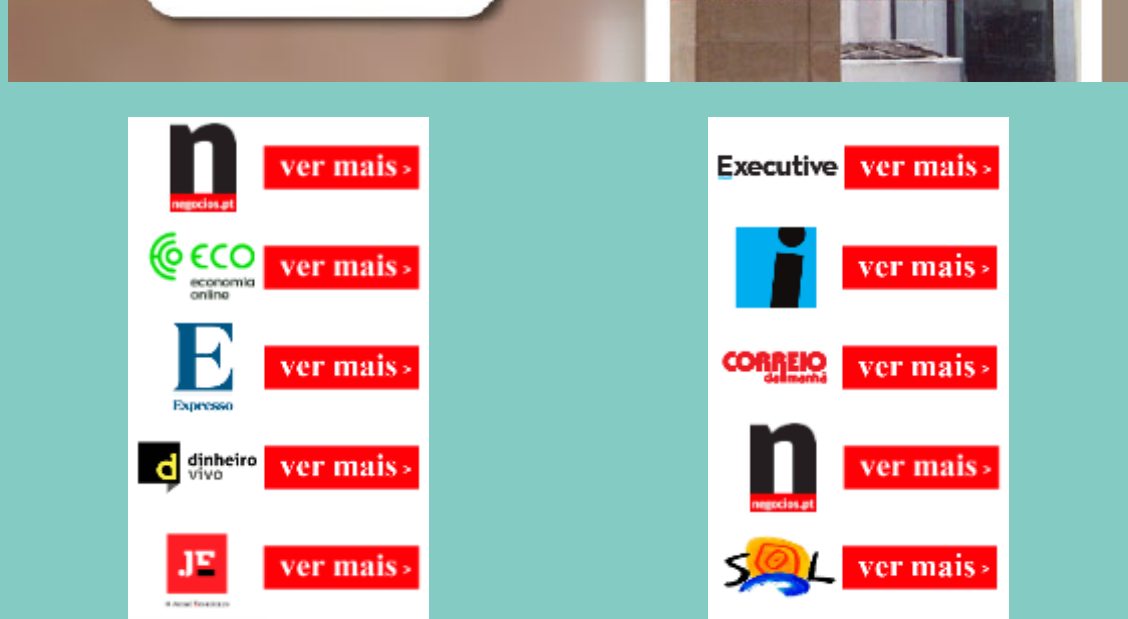 n
negocios.pt
ver mais >
ECO
economia
online
ver mais >
E
Expresso
ver mais >
d
dinheiro
vivo
ver mais >
JE
ver mais >
Executive
ver mais >
i
ver mais >
CORREIO
da manhã
ver mais >
n
negocios.pt
ver mais >
SOL
ver mais >